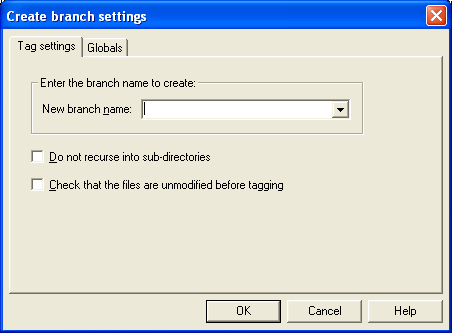 Create branch settings
Tag settings Globals
Enter the branch name to create:
New branch name:
Do not recurse into sub-directories
Check that the files are unmodified before tagging
OK Cancel Help